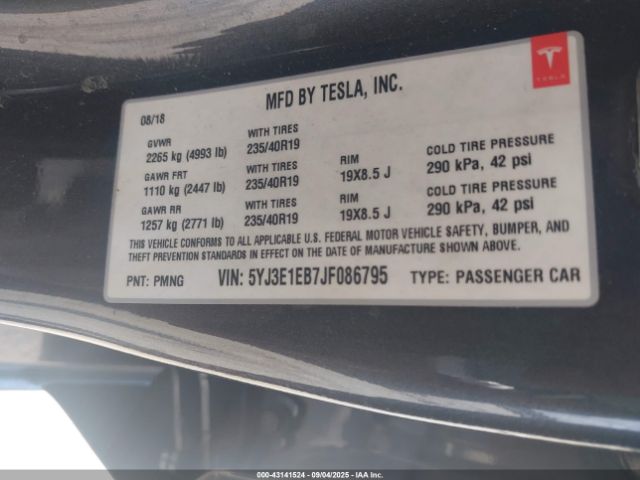 TESLA
MFD BY TESLA, INC.
08/18
GVWR
2265 kg (4993 lb)
WITH TIRES
235/40R19
GAWR FRT
1110 kg (2447 lb)
WITH TIRES
235/40R19
RIM
19X8.5 J
COLD TIRE PRESSURE
290 kPa, 42 psi
GAWR RR
1257 kg (2771 lb)
WITH TIRES
235/40R19
RIM
19X8.5 J
COLD TIRE PRESSURE
290 kPa, 42 psi
THIS VEHICLE CONFORMS TO ALL APPLICABLE U.S. FEDERAL MOTOR VEHICLE SAFETY, BUMPER, AND
THEFT PREVENTION STANDARDS IN EFFECT ON THE DATE OF MANUFACTURE SHOWN ABOVE.
PNT: PMNG VIN: 5YJ3E1EB7JF086795 TYPE: PASSENGER CAR
000-43141524 - 09/04/2025 - IAA Inc.